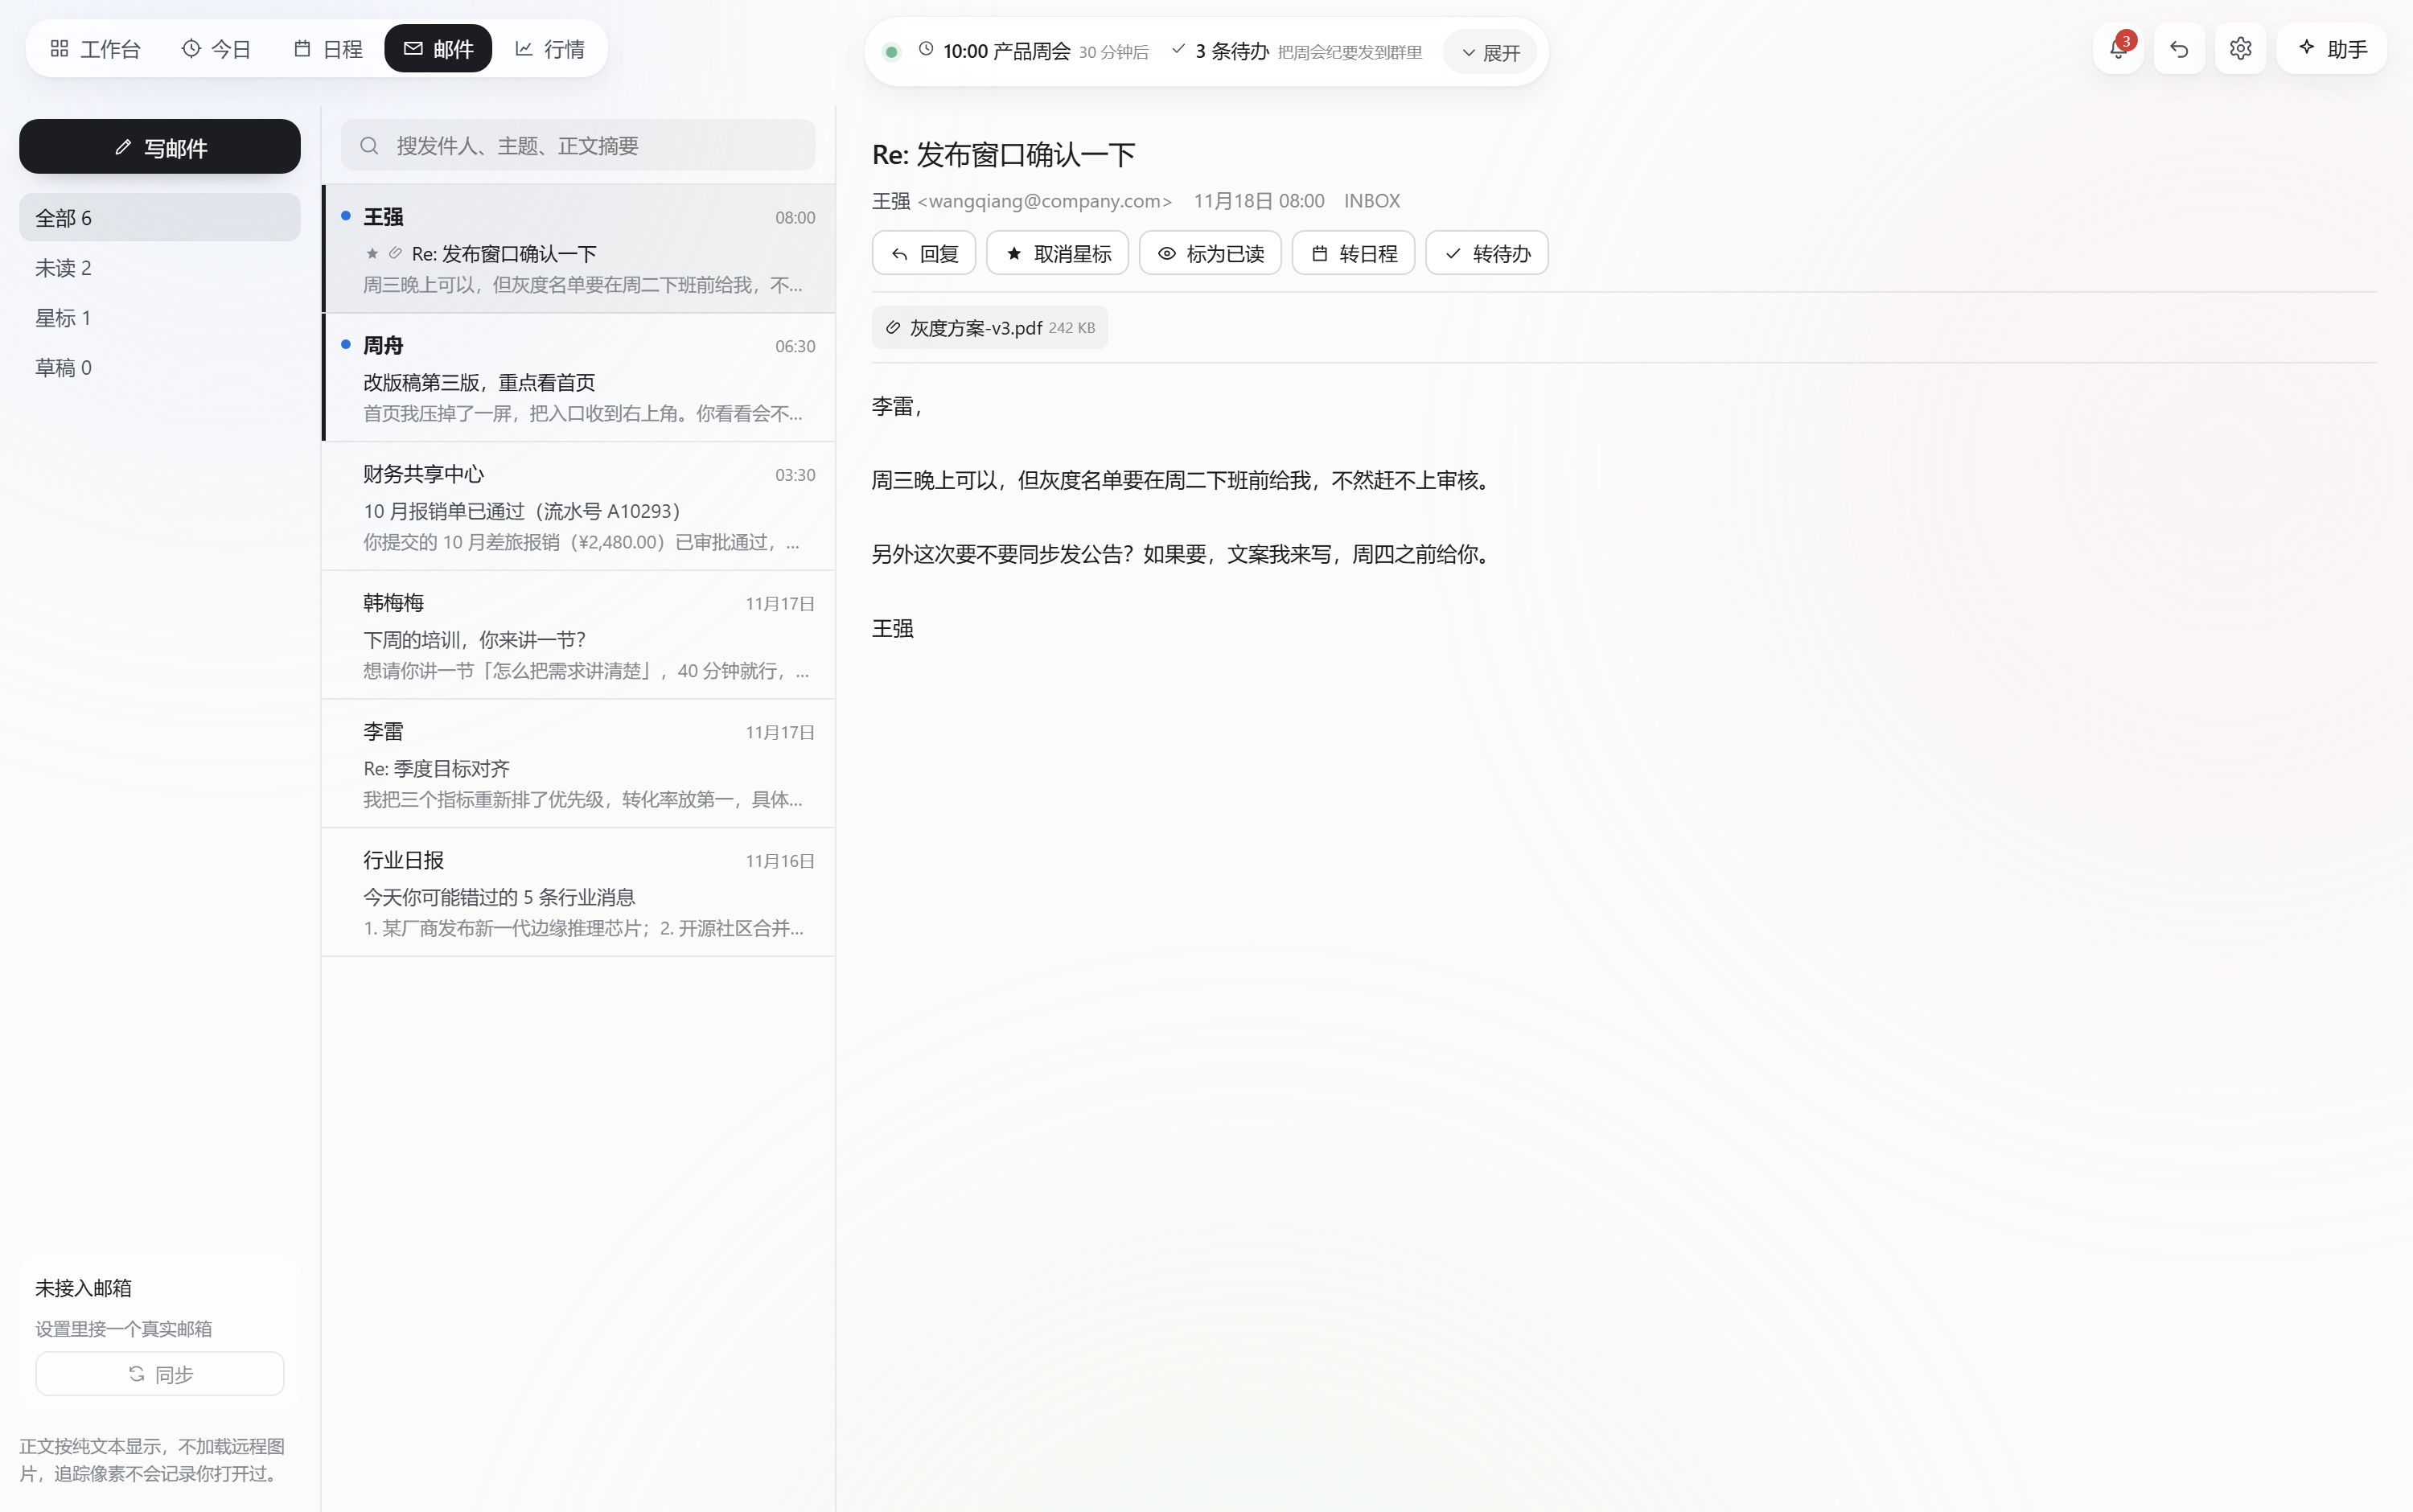 工作台 今日 日程 邮件 行情
10:00 产品周会 30 分钟后 3 条待办 把周会纪要发到群里 展开
3 助手
写邮件
全部 6
未读 2
星标 1
草稿 0
未接入邮箱
设置里接一个真实邮箱
同步
正文按纯文本显示，不加载远程图
片，追踪像素不会记录你打开过。
搜发件人、主题、正文摘要
王强 08:00
Re: 发布窗口确认一下
周三晚上可以，但灰度名单要在周二下班前给我，不...
周舟 06:30
改版稿第三版，重点看首页
首页我压掉了一屏，把入口收到右上角。你看看会不...
财务共享中心 03:30
10 月报销单已通过（流水号 A10293）
你提交的 10 月差旅报销（¥2,480.00）已审批通过，...
韩梅梅 11月17日
下周的培训，你来讲一节？
想请你讲一节「怎么把需求讲清楚」，40 分钟就行，...
李雷 11月17日
Re: 季度目标对齐
我把三个指标重新排了优先级，转化率放第一，具体...
行业日报 11月16日
今天你可能错过的 5 条行业消息
1. 某厂商发布新一代边缘推理芯片；2. 开源社区合并...
Re: 发布窗口确认一下
王强 <wangqiang@company.com> 11月18日 08:00 INBOX
回复 取消星标 标为已读 转日程 转待办
灰度方案-v3.pdf 242 KB
李雷，
周三晚上可以，但灰度名单要在周二下班前给我，不然赶不上审核。
另外这次要不要同步发公告？如果要，文案我来写，周四之前给你。
王强